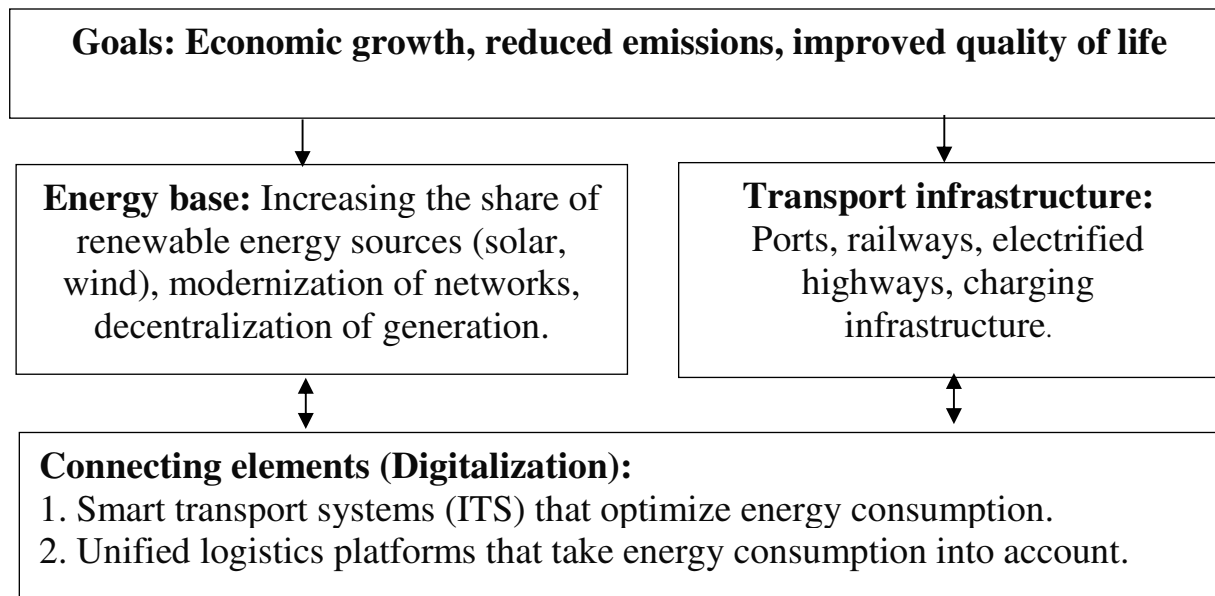 Goals: Economic growth, reduced emissions, improved quality of life
Energy base: Increasing the share of
renewable energy sources (solar,
wind), modernization of networks,
decentralization of generation.
Transport infrastructure:
Ports, railways, electrified
highways, charging
infrastructure.
Connecting elements (Digitalization):
1. Smart transport systems (ITS) that optimize energy consumption.
2. Unified logistics platforms that take energy consumption into account.